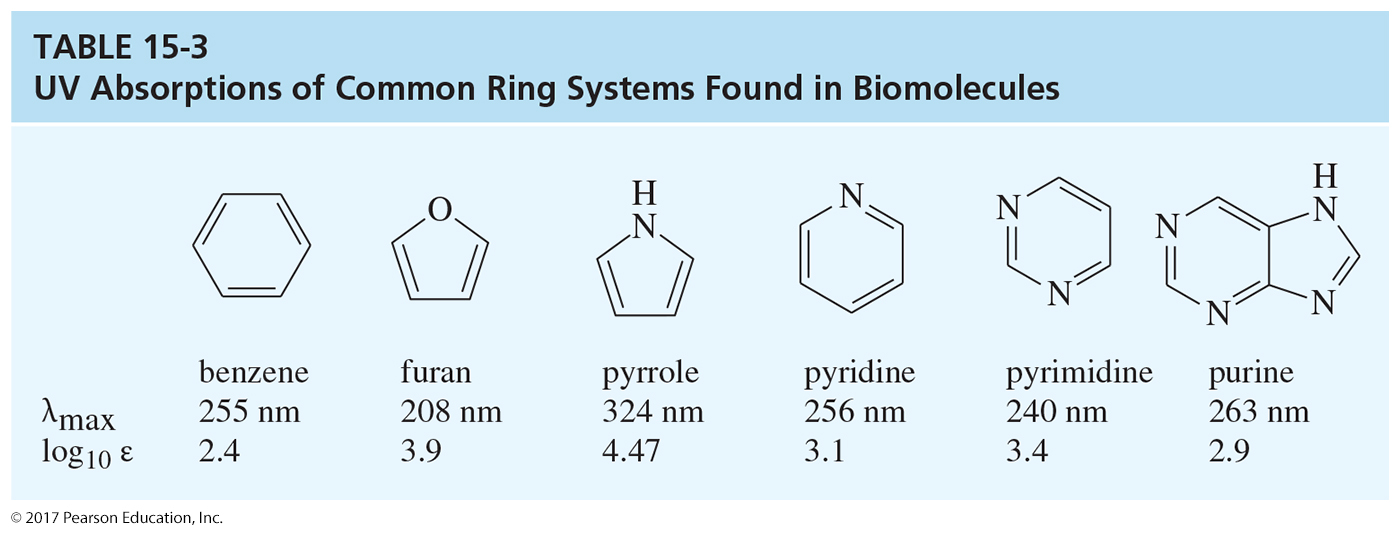 TABLE 15-3
UV Absorptions of Common Ring Systems Found in Biomolecules
O
H
N
N
N
N
N
N
H
N
N
benzene furan pyrrole pyridine pyrimidine purine
λmax 255 nm 208 nm 324 nm 256 nm 240 nm 263 nm
log10 ε 2.4 3.9 4.47 3.1 3.4 2.9
© 2017 Pearson Education, Inc.